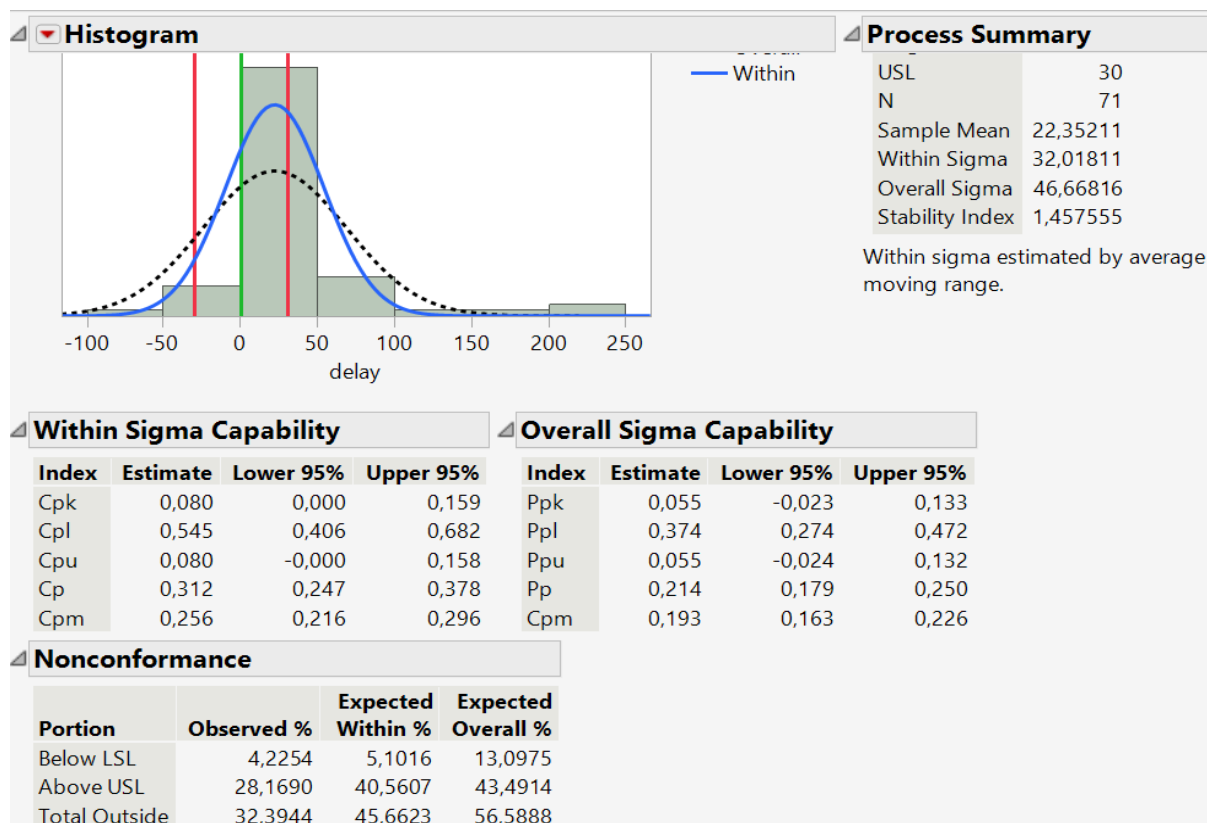 Histogram
Within
-100 -50 0 50 100 150 200 250
delay
Process Summary
USL 30
N 71
Sample Mean 22,35211
Within Sigma 32,01811
Overall Sigma 46,66816
Stability Index 1,457555
Within sigma estimated by average
moving range.
Within Sigma Capability
Index Estimate Lower 95% Upper 95%
Cpk 0,080 0,000 0,159
Cpl 0,545 0,406 0,682
Cpu 0,080 -0,000 0,158
Cp 0,312 0,247 0,378
Cpm 0,256 0,216 0,296
Overall Sigma Capability
Index Estimate Lower 95% Upper 95%
Ppk 0,055 -0,023 0,133
Ppl 0,374 0,274 0,472
Ppu 0,055 -0,024 0,132
Pp 0,214 0,179 0,250
Cpm 0,193 0,163 0,226
Nonconformance
Expected Expected
Portion Observed % Within % Overall %
Below LSL 4,2254 5,1016 13,0975
Above USL 28,1690 40,5607 43,4914
Total Outside 32,3944 45,6623 56,5888